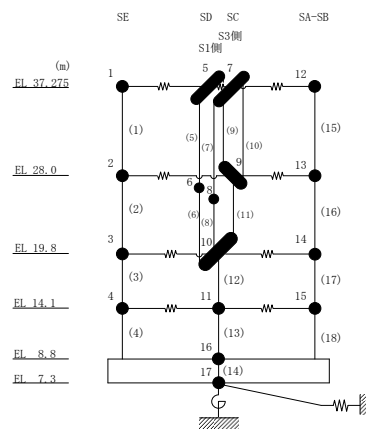 SE SD SC SA-SB
S1側 S3側
(m)
EL 37.275 1 5 7 12
(1) (5) (7) (9) (10) (15)
EL 28.0 2 6 8 9 13
(2) (6) (8) (11) (16)
EL 19.8 3 10 14
(3) (12) (17)
EL 14.1 4 11 15
(4) (13) (18)
EL 8.8 16
(14)
EL 7.3 17